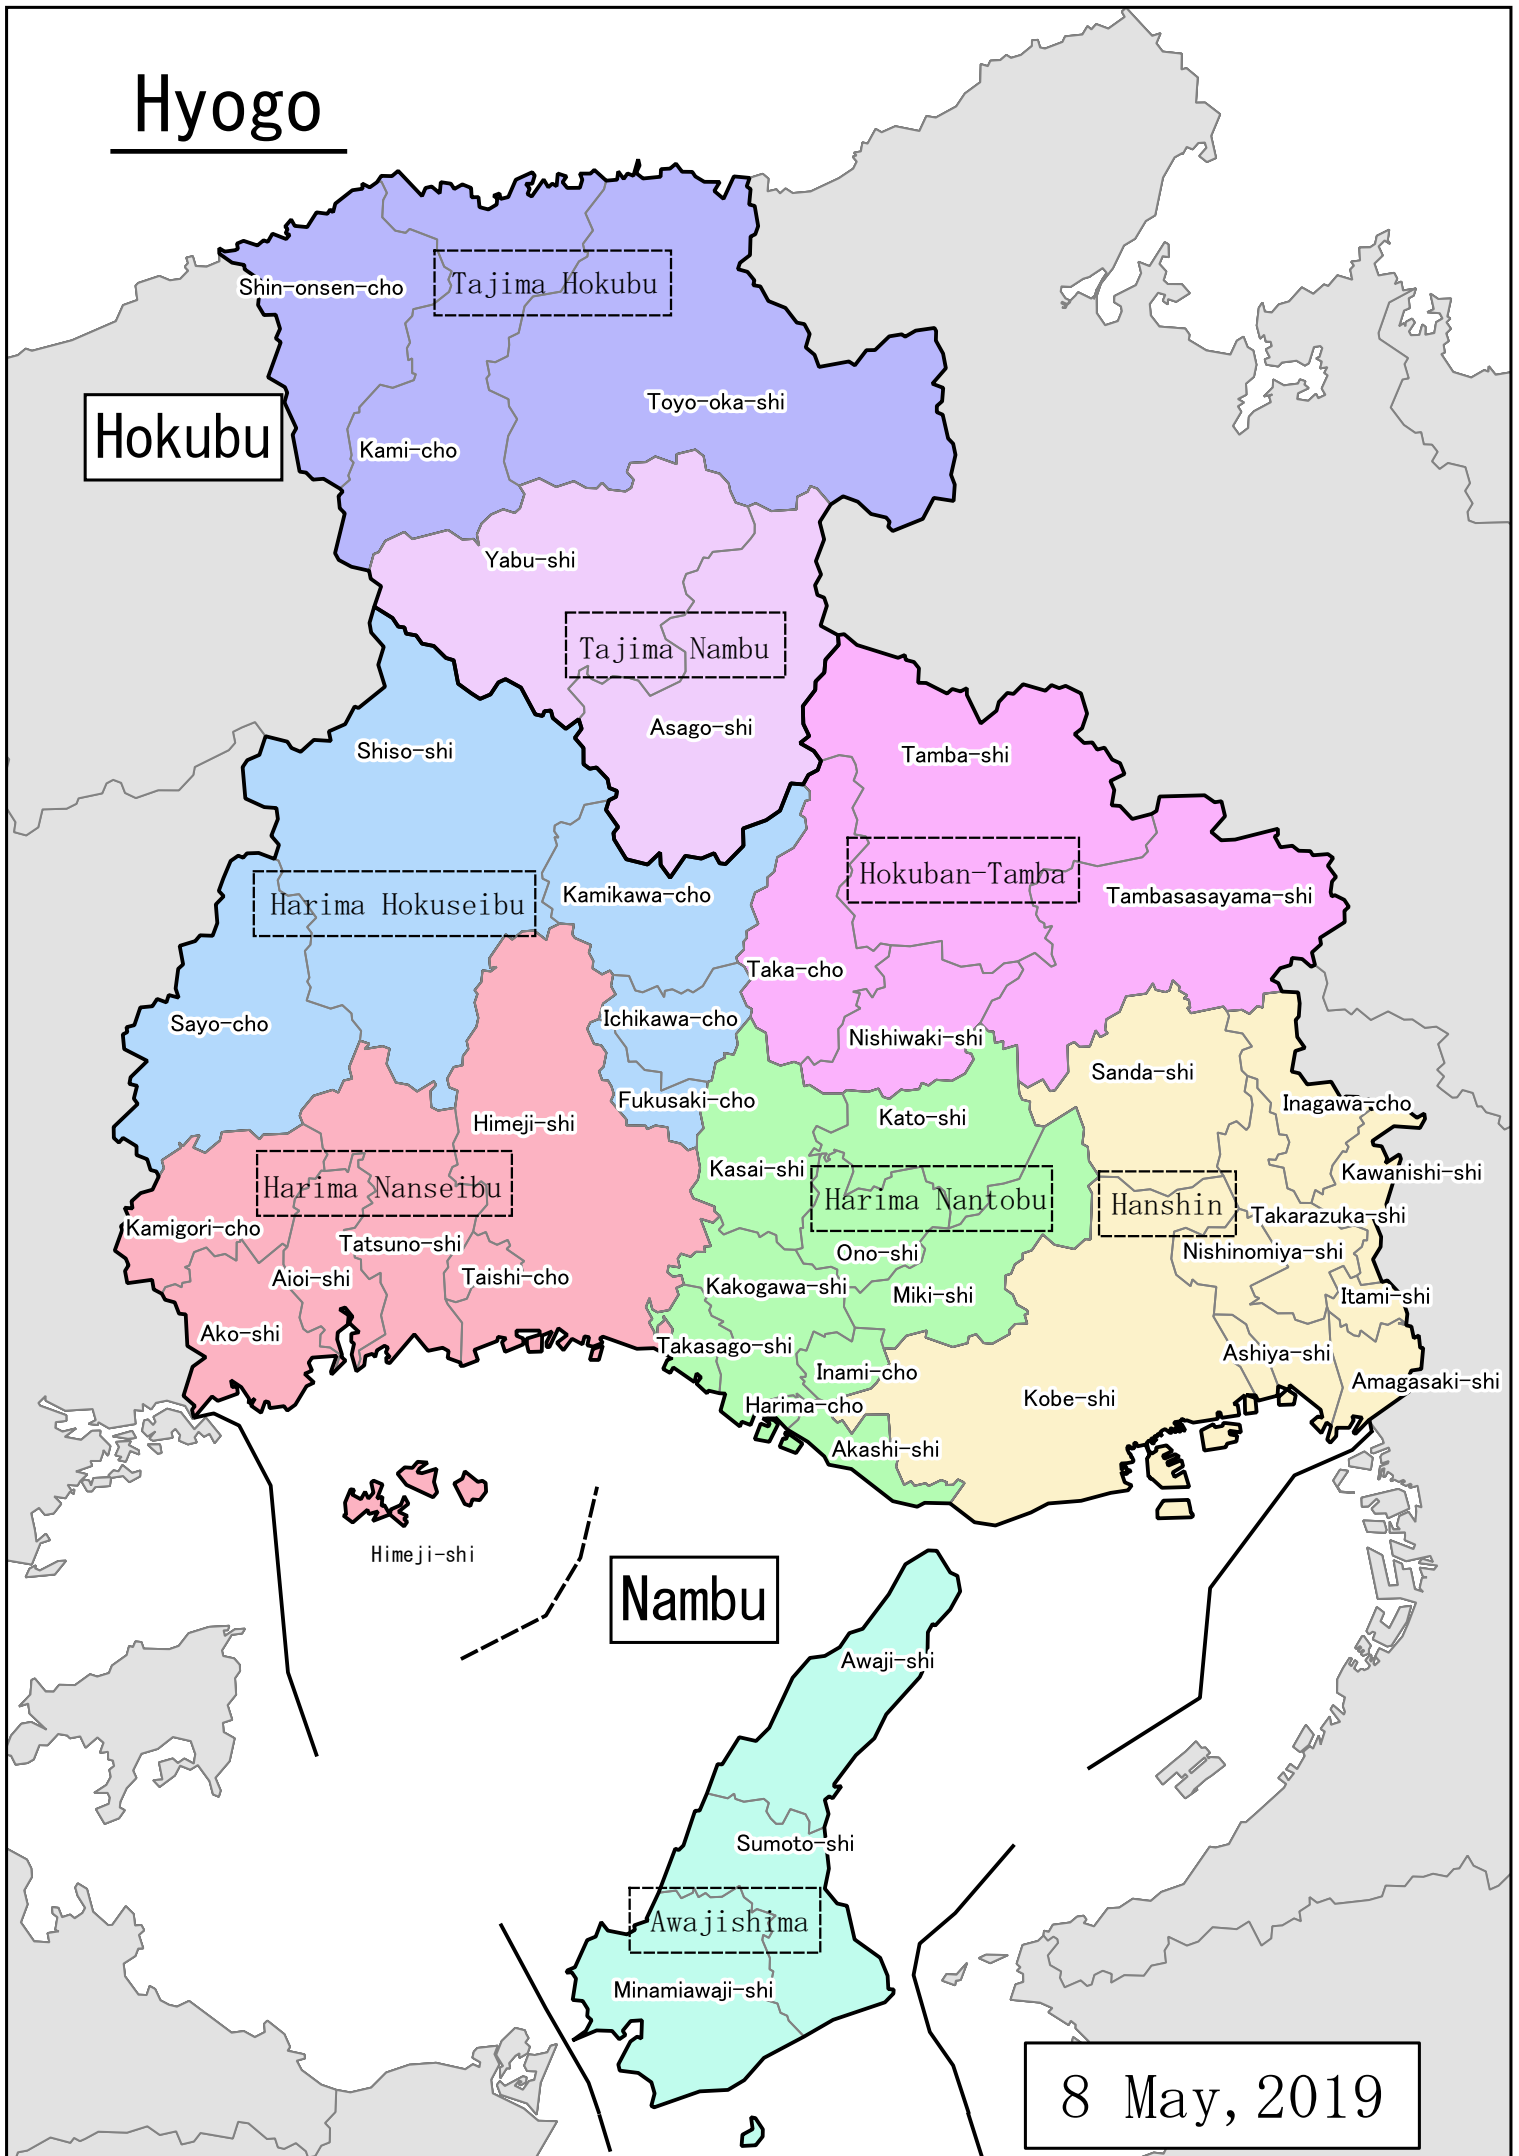 Hyogo
Shin-onsen-cho
Tajima Hokubu
Toyo-oka-shi
Hokubu
Kami-cho
Yabu-shi
Tajima Nambu
Asago-shi
Shiso-shi
Tamba-shi
Hokuban-Tamba
Kamikawa-cho
Tambasasayama-shi
Harima Hokuseibu
Taka-cho
Sayo-cho
Ichikawa-cho
Nishiwaki-shi
Sanda-shi
Fukusaki-cho
Inagawa-cho
Himeji-shi
Kato-shi
Kasai-shi
Kawanishi-shi
Harima Nanseibu
Harima Nantobu
Hanshin
Kamigori-cho
Takarazuka-shi
Tatsuno-shi
Ono-shi
Nishinomiya-shi
Aioi-shi
Taishi-cho
Kakogawa-shi
Miki-shi
Itami-shi
Ako-shi
Takasago-shi
Ashiya-shi
Inami-cho
Amagasaki-shi
Harima-cho
Kobe-shi
Akashi-shi
Himeji-shi
Nambu
Awaji-shi
Sumoto-shi
Awajishima
Minamiawaji-shi
8 May, 2019